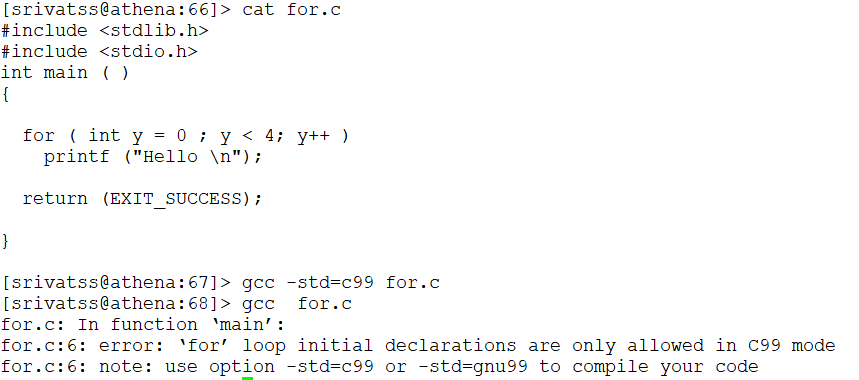 [srivatss@athena:66]> cat for.c
#include <stdlib.h>
#include <stdio.h>
int main ( )
{
  for ( int y = 0 ; y < 4; y++ )
    printf ("Hello \n");
  return (EXIT_SUCCESS);
}
[srivatss@athena:67]> gcc -std=c99 for.c
[srivatss@athena:68]> gcc  for.c
for.c: In function ‘main’:
for.c:6: error: ‘for’ loop initial declarations are only allowed in C99 mode
for.c:6: note: use option -std=c99 or -std=gnu99 to compile your code